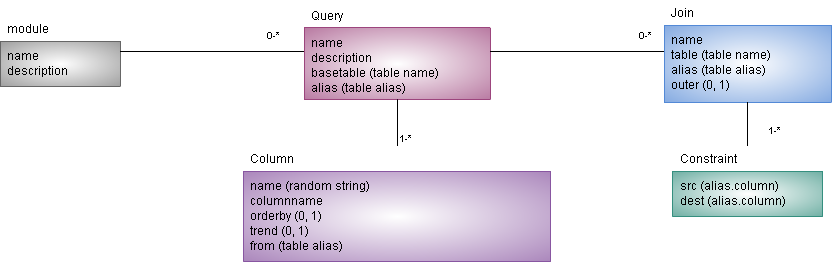 module
name
description
0-*
Query
name
description
basetable (table name)
alias (table alias)
0-*
Join
name
table (table name)
alias (table alias)
outer (0, 1)
1-*
Column
name (random string)
columnname
orderby (0, 1)
trend (0, 1)
from (table alias)
1-*
Constraint
src (alias.column)
dest (alias.column)